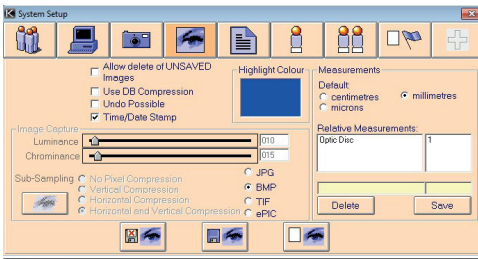 System Setup
Allow delete of UNSAVED
Images
Use DB Compression
Undo Possible
Time/Date Stamp
Highlight Colour
Measurements
Default:
centimetres
millimetres
microns
Relative Measurements:
Optic Disc
1
Delete
Save
Image Capture
Luminance
010
Chrominance
015
Sub-Sampling
No Pixel Compression
Vertical Compression
Horizontal Compression
Horizontal and Vertical Compression
JPG
BMP
TIF
ePIC